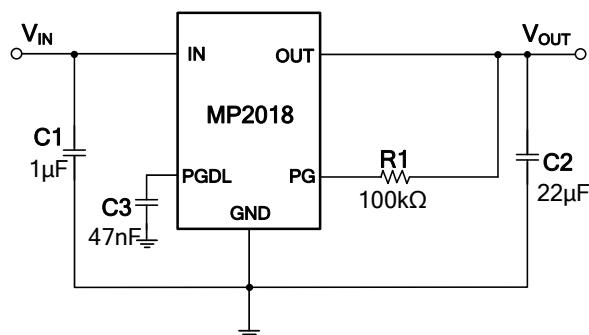 VIN
VOUT
IN
OUT
MP2018
C1
1µF
PGDL
PG
R1
100kΩ
C2
22µF
C3
47nF
GND